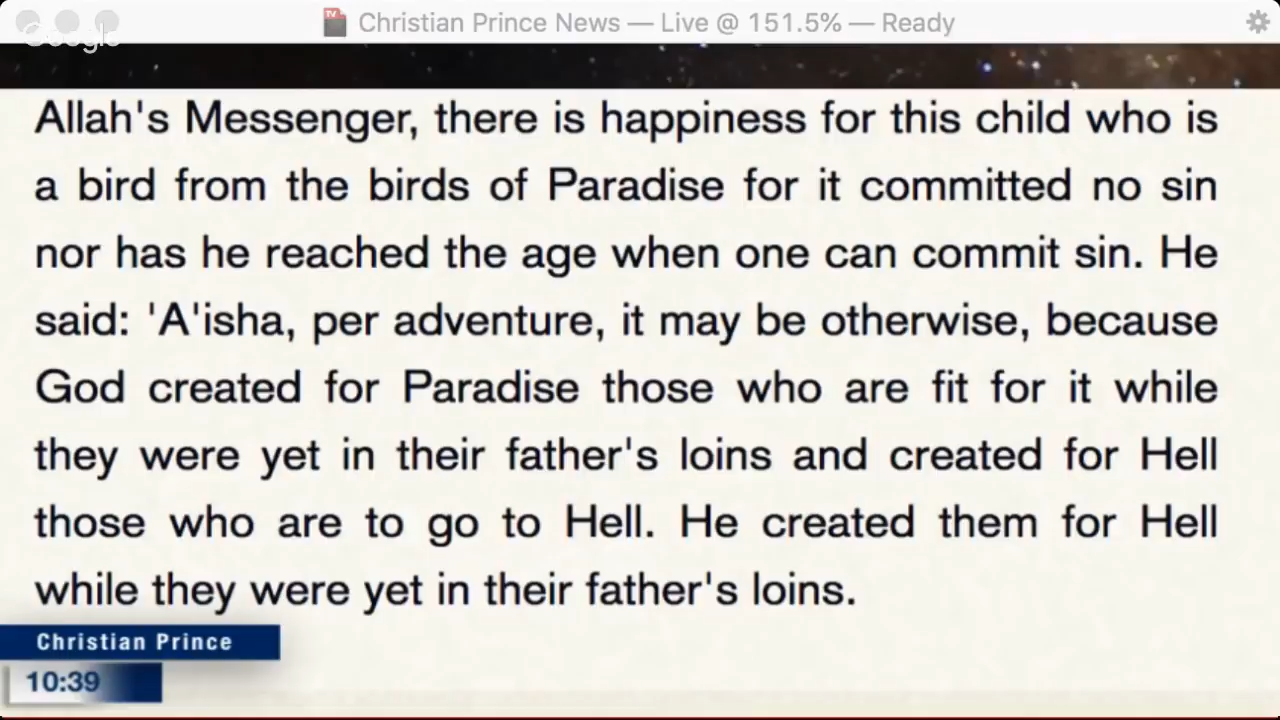 Christian Prince News — Live @ 151.5% — Ready
Google
Allah's Messenger, there is happiness for this child who is
a bird from the birds of Paradise for it committed no sin
nor has he reached the age when one can commit sin. He
said: 'A'isha, per adventure, it may be otherwise, because
God created for Paradise those who are fit for it while
they were yet in their father's loins and created for Hell
those who are to go to Hell. He created them for Hell
while they were yet in their father's loins.
Christian Prince
10:39